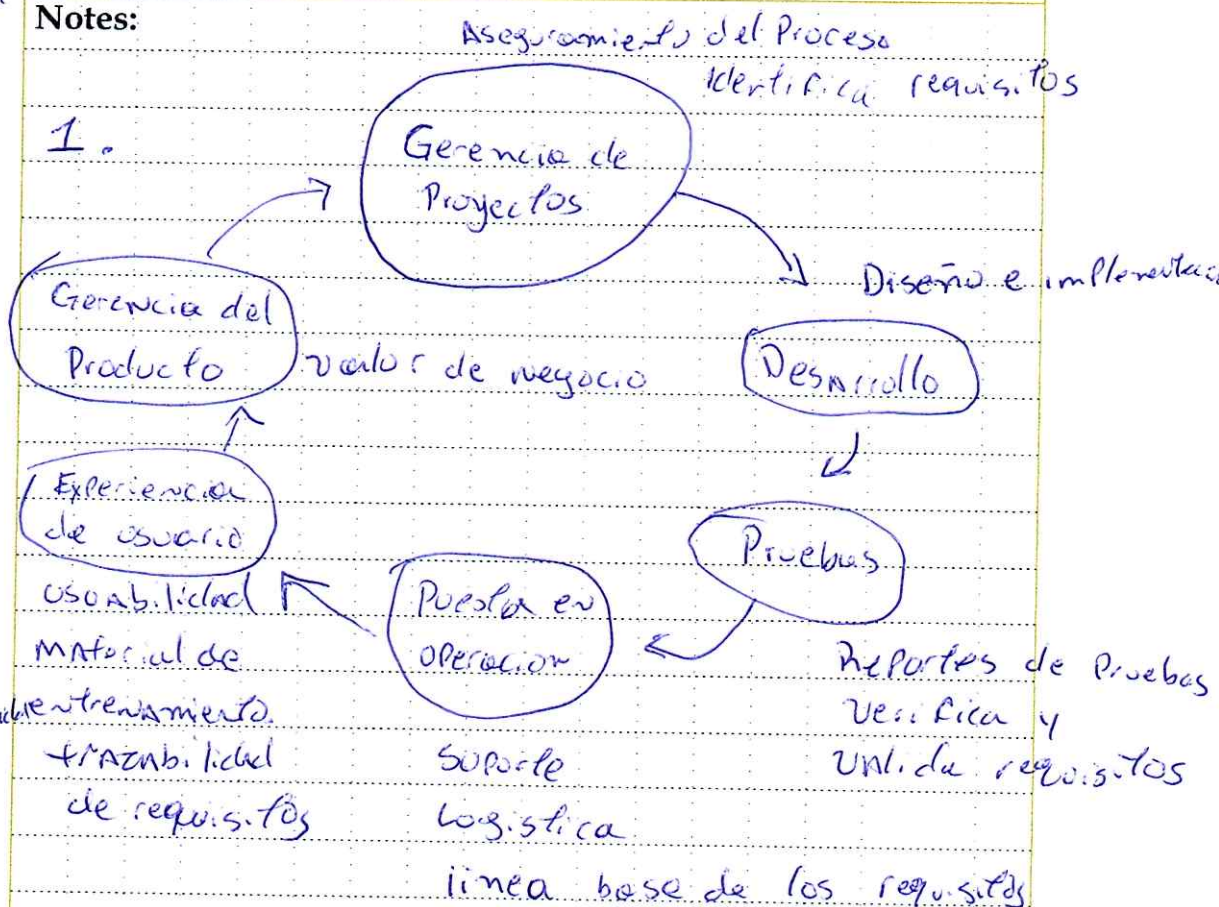 Notes:
Aseguramiento del Proceso
Identifica requisitos
1.
Gerencia de
Proyectos
Diseño e implementac
Gerencia del
Producto
valor de negocio
Desarrollo
Experiencia
de usuario
Pruebas
usabilidad
Material de
entrenamiento
trazabilidad
de requisitos
Puesta en
operacion
Soporte
Logistica
linea base de los requisitos
Reportes de Pruebas
Verifica y
Valida requisitos